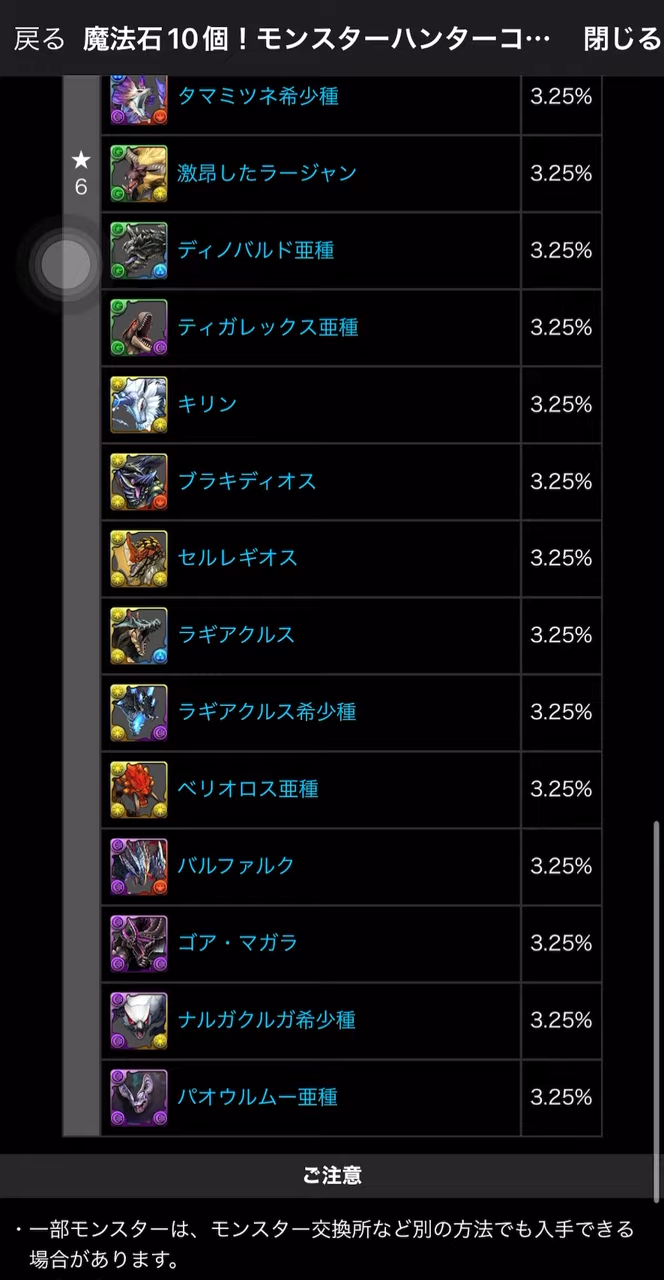 戻る 魔法石10個！モンスターハンターコ… 閉じる
タマミツネ希少種 3.25%
★
6
激昂したラージャン 3.25%
ディノバルド亜種 3.25%
ティガレックス亜種 3.25%
キリン 3.25%
ブラキディオス 3.25%
セルレギオス 3.25%
ラギアクルス 3.25%
ラギアクルス希少種 3.25%
ベリオロス亜種 3.25%
バルファルク 3.25%
ゴア・マガラ 3.25%
ナルガクルガ希少種 3.25%
パオウルムー亜種 3.25%
ご注意
・一部モンスターは、モンスター交換所など別の方法でも入手できる
場合があります。